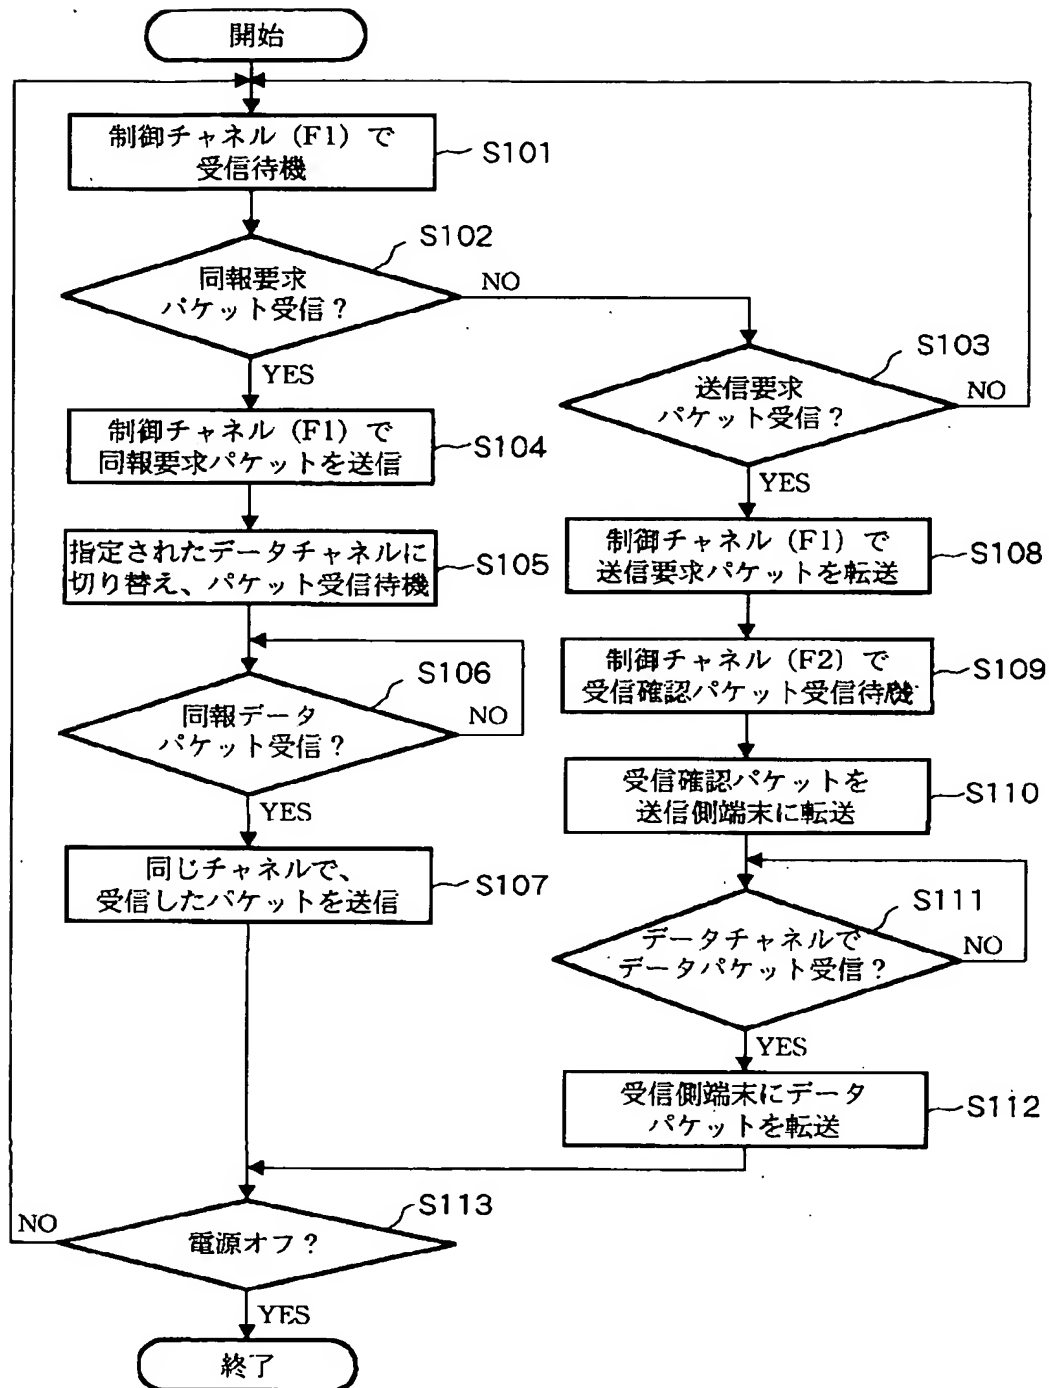 開始
制御チャネル (F1) で
受信待機
S101
S102
同報要求
パケット受信?
NO
YES
S103
送信要求
パケット受信?
NO
YES
制御チャネル (F1) で
同報要求パケットを送信
S104
指定されたデータチャネルに
切り替え、パケット受信待機
S105
S106
同報データ
パケット受信?
NO
YES
同じチャネルで、
受信したパケットを送信
S107
制御チャネル (F1) で
送信要求パケットを転送
S108
制御チャネル (F2) で
受信確認パケット受信待機
S109
受信確認パケットを
送信側端末に転送
S110
S111
データチャネルで
データパケット受信?
NO
YES
受信側端末にデータ
パケットを転送
S112
S113
電源オフ?
NO
YES
終了